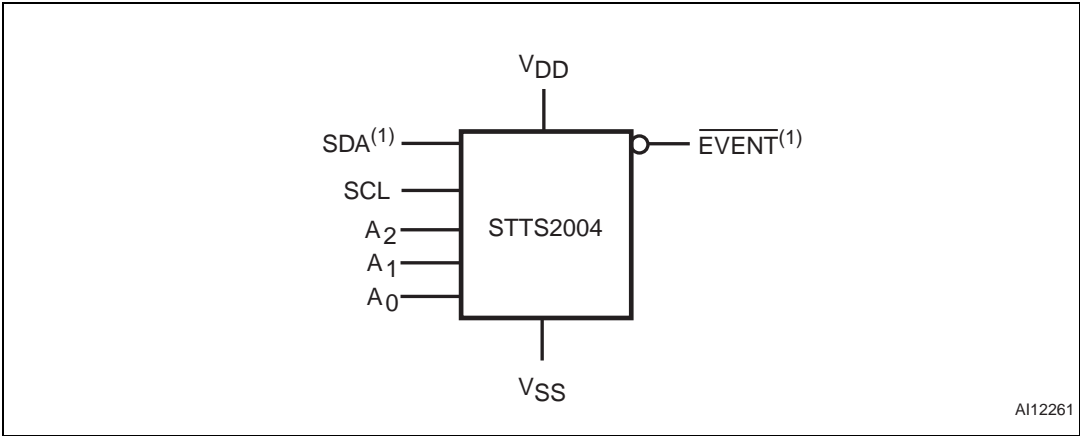 VDD
SDA(1)
EVENT(1)
SCL
A2
STTS2004
A1
A0
VSS
AI12261